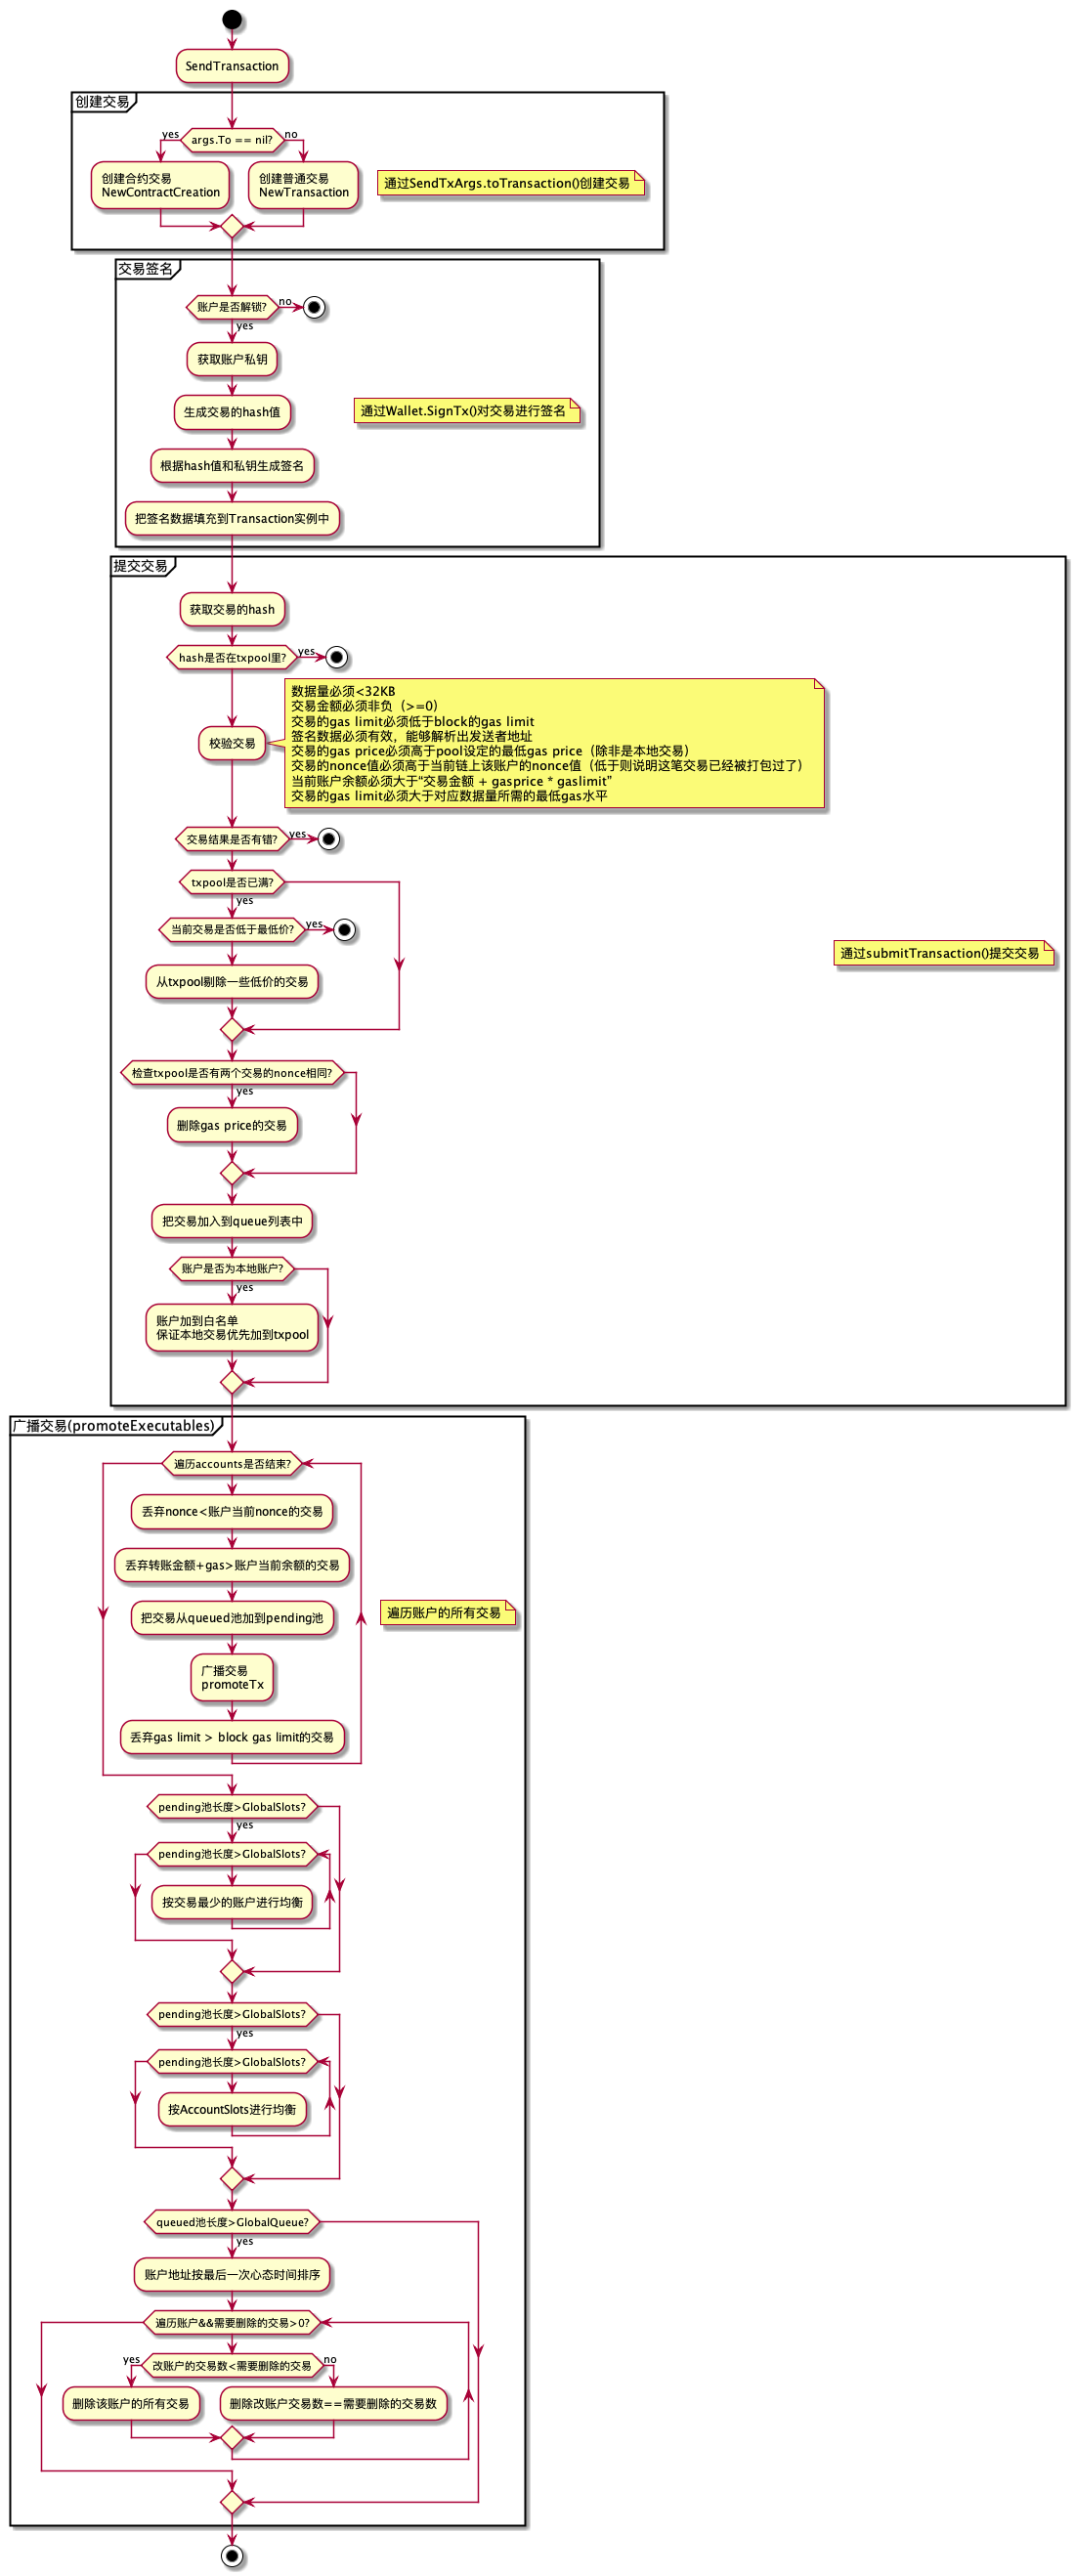 SendTransaction
创建交易
yes
args.To == nil?
no
创建合约交易
NewContractCreation
创建普通交易
NewTransaction
通过SendTxArgs.toTransaction()创建交易
交易签名
账户是否解锁?
no
yes
获取账户私钥
生成交易的hash值
通过Wallet.SignTx()对交易进行签名
根据hash值和私钥生成签名
把签名数据填充到Transaction实例中
提交交易
获取交易的hash
hash是否在txpool里?
yes
数据量必须<32KB
交易金额必须非负（>=0）
交易的gas limit必须低于block的gas limit
签名数据必须有效，能够解析出发送者地址
交易的gas price必须高于pool设定的最低gas price（除非是本地交易）
交易的nonce值必须高于当前链上该账户的nonce值（低于则说明这笔交易已经被打包过了）
当前账户余额必须大于“交易金额 + gasprice * gaslimit”
交易的gas limit必须大于对应数据量所需的最低gas水平
校验交易
交易结果是否有错?
yes
txpool是否已满?
yes
当前交易是否低于最低价?
yes
从txpool剔除一些低价的交易
通过submitTransaction()提交交易
检查txpool是否有两个交易的nonce相同?
yes
删除gas price的交易
把交易加入到queue列表中
账户是否为本地账户?
yes
账户加到白名单
保证本地交易优先加到txpool
广播交易(promoteExecutables)
遍历accounts是否结束?
丢弃nonce<账户当前nonce的交易
丢弃转账金额+gas>账户当前余额的交易
把交易从queued池加到pending池
遍历账户的所有交易
广播交易
promoteTx
丢弃gas limit > block gas limit的交易
pending池长度>GlobalSlots?
yes
pending池长度>GlobalSlots?
按交易最少的账户进行均衡
pending池长度>GlobalSlots?
yes
pending池长度>GlobalSlots?
按AccountSlots进行均衡
queued池长度>GlobalQueue?
yes
账户地址按最后一次心态时间排序
遍历账户&&需要删除的交易>0?
yes
改账户的交易数<需要删除的交易
no
删除该账户的所有交易
删除改账户交易数==需要删除的交易数